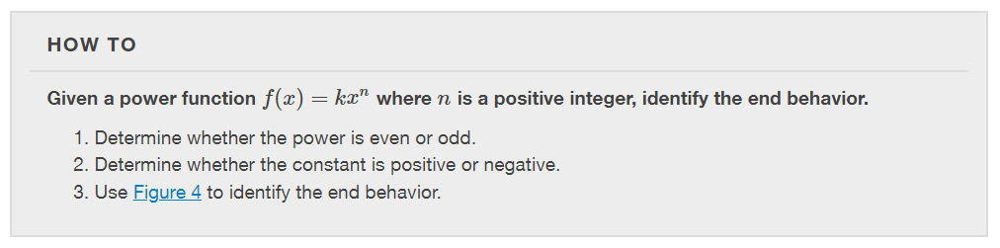 HOW TO
Given a power function f(x) = kxⁿ where n is a positive integer, identify the end behavior.
1. Determine whether the power is even or odd.
2. Determine whether the constant is positive or negative.
3. Use Figure 4 to identify the end behavior.